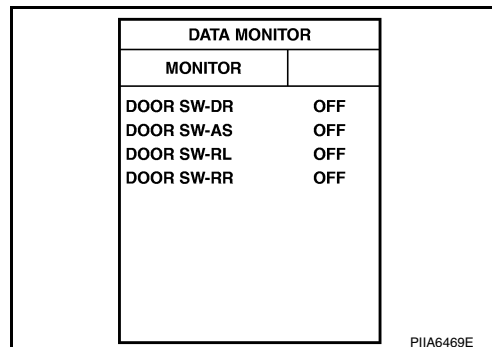 DATA MONITOR
MONITOR
DOOR SW-DR OFF
DOOR SW-AS OFF
DOOR SW-RL OFF
DOOR SW-RR OFF
PIIA6469E